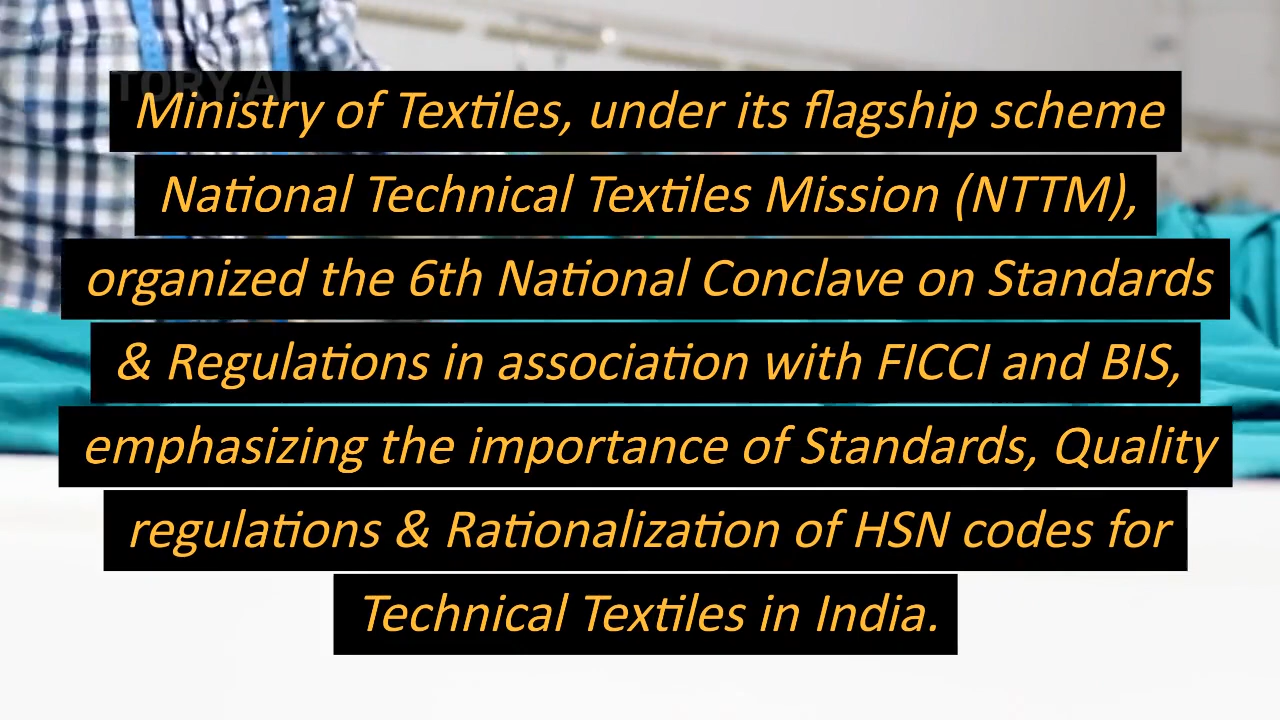 TORY.AI
Ministry of Textiles, under its flagship scheme
National Technical Textiles Mission (NTTM),
organized the 6th National Conclave on Standards
& Regulations in association with FICCI and BIS,
emphasizing the importance of Standards, Quality
regulations & Rationalization of HSN codes for
Technical Textiles in India.